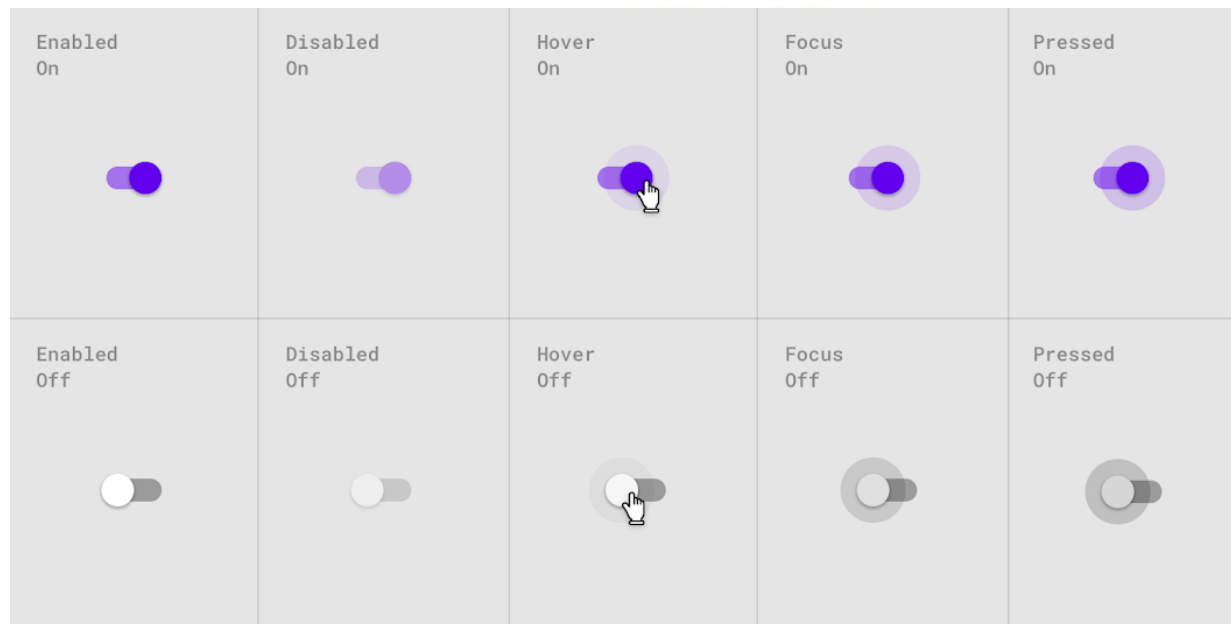 Enabled
On
Disabled
On
Hover
On
Focus
On
Pressed
On
Enabled
Off
Disabled
Off
Hover
Off
Focus
Off
Pressed
Off